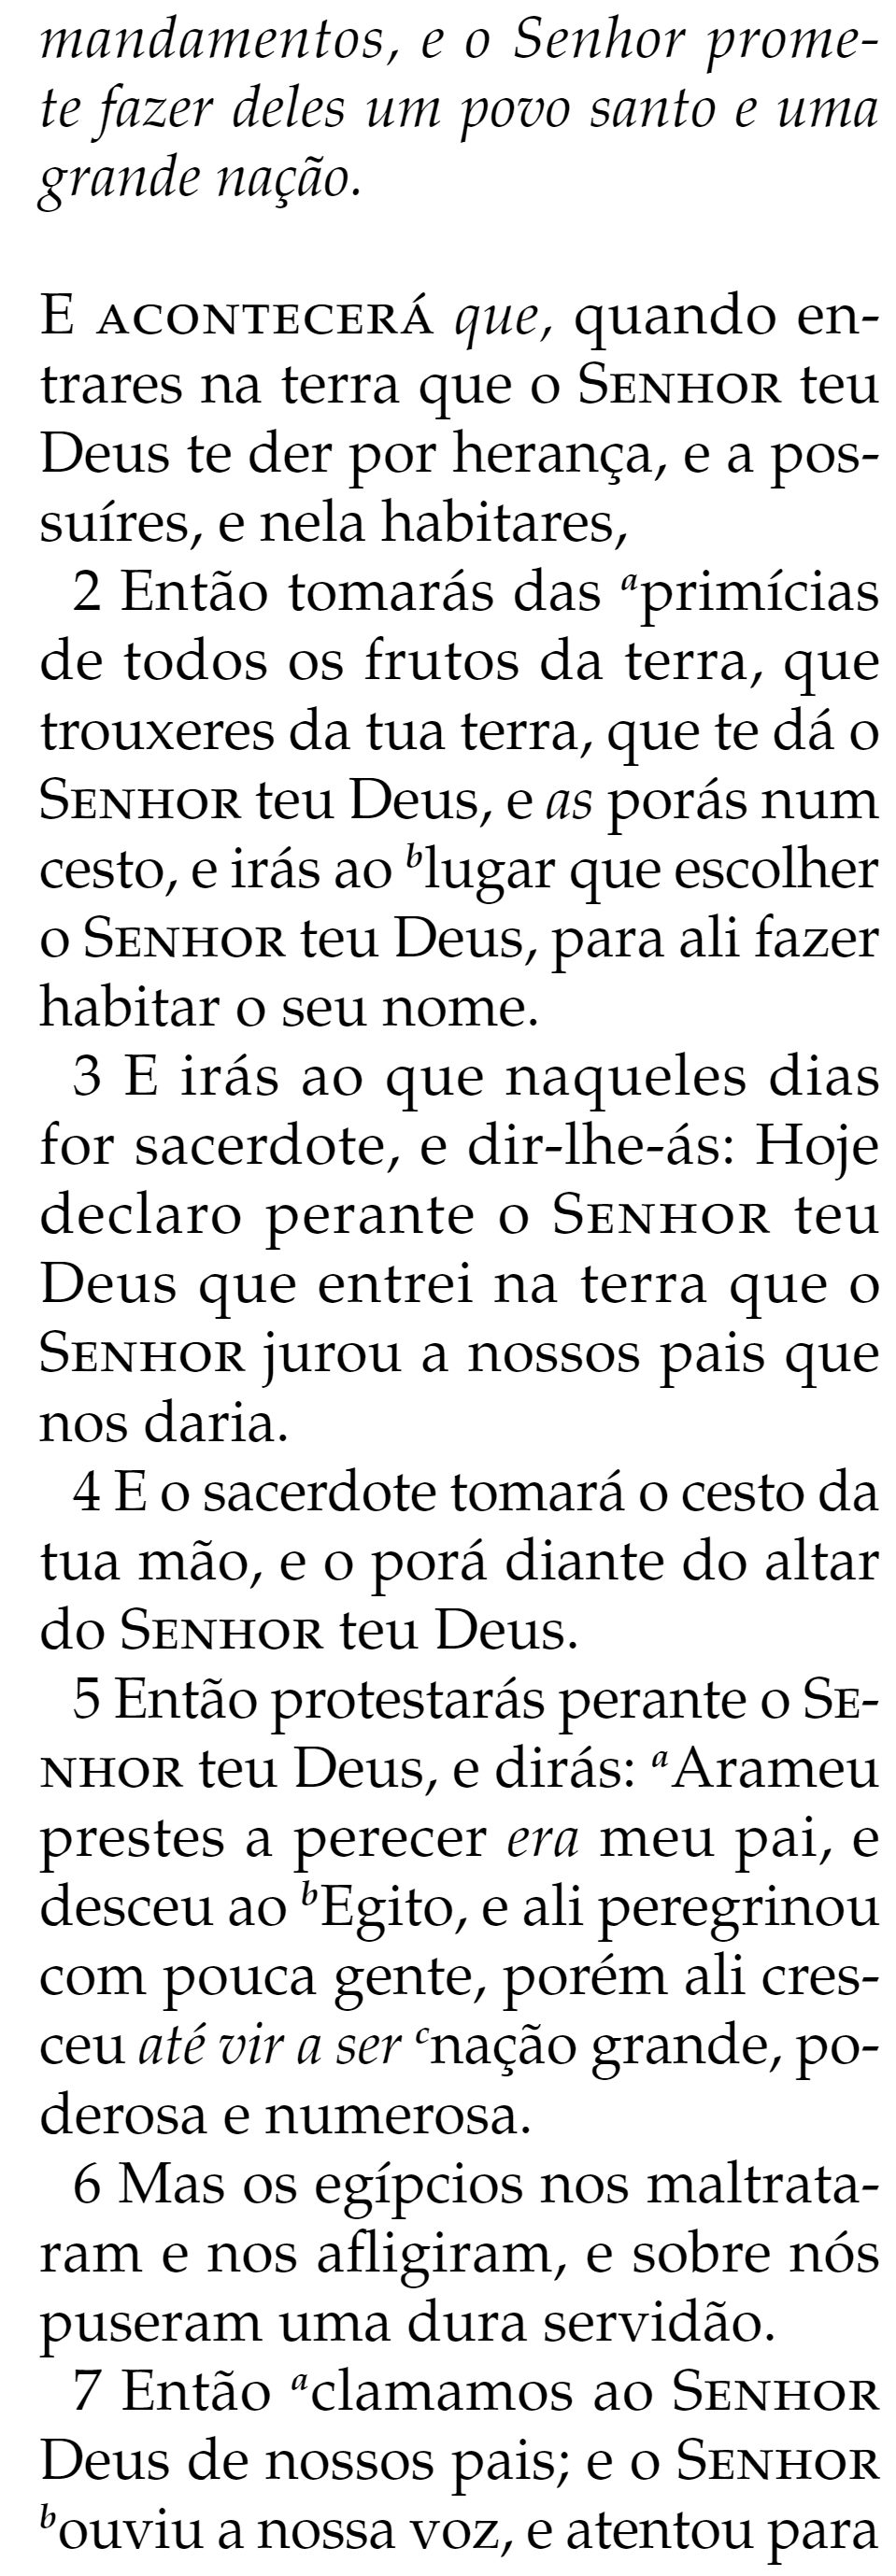 mandamentos, e o Senhor prome-
te fazer deles um povo santo e uma
grande nação.
E ACONTECERÁ que, quando en-
trares na terra que o SENHOR teu
Deus te der por herança, e a pos-
suíres, e nela habitares,
2 Então tomarás das aprimícias
de todos os frutos da terra, que
trouxeres da tua terra, que te dá o
SENHOR teu Deus, e as porás num
cesto, e irás ao blugar que escolher
o SENHOR teu Deus, para ali fazer
habitar o seu nome.
3 E irás ao que naqueles dias
for sacerdote, e dir-lhe-ás: Hoje
declaro perante o SENHOR teu
Deus que entrei na terra que o
SENHOR jurou a nossos pais que
nos daria.
4 E o sacerdote tomará o cesto da
tua mão, e o porá diante do altar
do SENHOR teu Deus.
5 Então protestarás perante o SE-
NHOR teu Deus, e dirás: aArameu
prestes a perecer era meu pai, e
desceu ao bEgito, e ali peregrinou
com pouca gente, porém ali cres-
ceu até vir a ser cnação grande, po-
derosa e numerosa.
6 Mas os egípcios nos maltrata-
ram e nos afligiram, e sobre nós
puseram uma dura servidão.
7 Então aclamamos ao SENHOR
Deus de nossos pais; e o SENHOR
bouviu a nossa voz, e atentou para